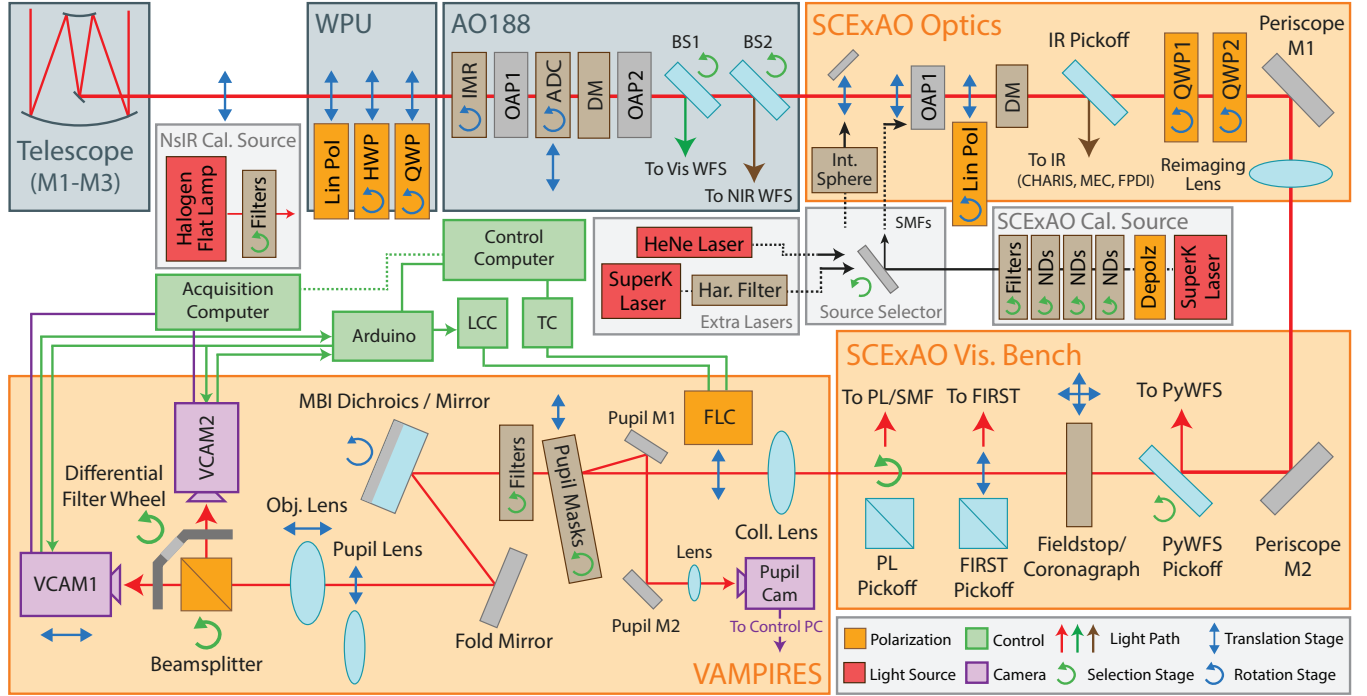 Telescope
(M1-M3)
NsIR Cal. Source
Halogen
Flat Lamp
Filters
WPU
Lin Pol
HWP
QWP
AO188
IMR
OAP1
ADC
DM
OAP2
BS1
BS2
To Vis WFS
To NIR WFS
SCExAO Optics
Int.
Sphere
OAP1
Lin Pol
DM
IR Pickoff
To IR
(CHARIS, MEC, FPDI)
QWP1
QWP2
Periscope
M1
Reimaging
Lens
HeNe Laser
SuperK
Laser
Har. Filter
Extra Lasers
SMFs
Source Selector
SCExAO Cal. Source
Filters
NDs
NDs
NDs
Depolz
SuperK
Laser
Control
Computer
Acquisition
Computer
Arduino
LCC
TC
SCExAO Vis. Bench
To PL/SMF
To FIRST
To PyWFS
PL
Pickoff
FIRST
Pickoff
Fieldstop/
Coronagraph
PyWFS
Pickoff
Periscope
M2
MBI Dichroics / Mirror
VCAM2
Differential
Filter Wheel
Obj. Lens
Pupil Lens
VCAM1
Beamsplitter
Filters
Pupil Masks
Fold Mirror
Pupil M1
FLC
Coll. Lens
Lens
Pupil
Cam
Pupil M2
To Control PC
VAMPIRES
Polarization
Control
Light Path
Translation Stage
Light Source
Camera
Selection Stage
Rotation Stage